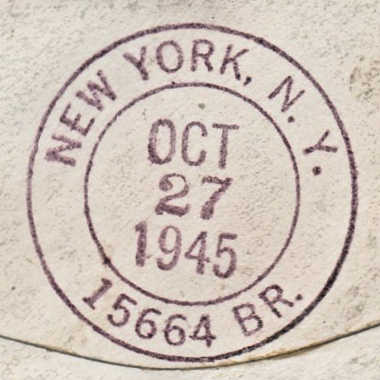 NEW YORK, N. Y.
OCT
27
1945
15664 BR.